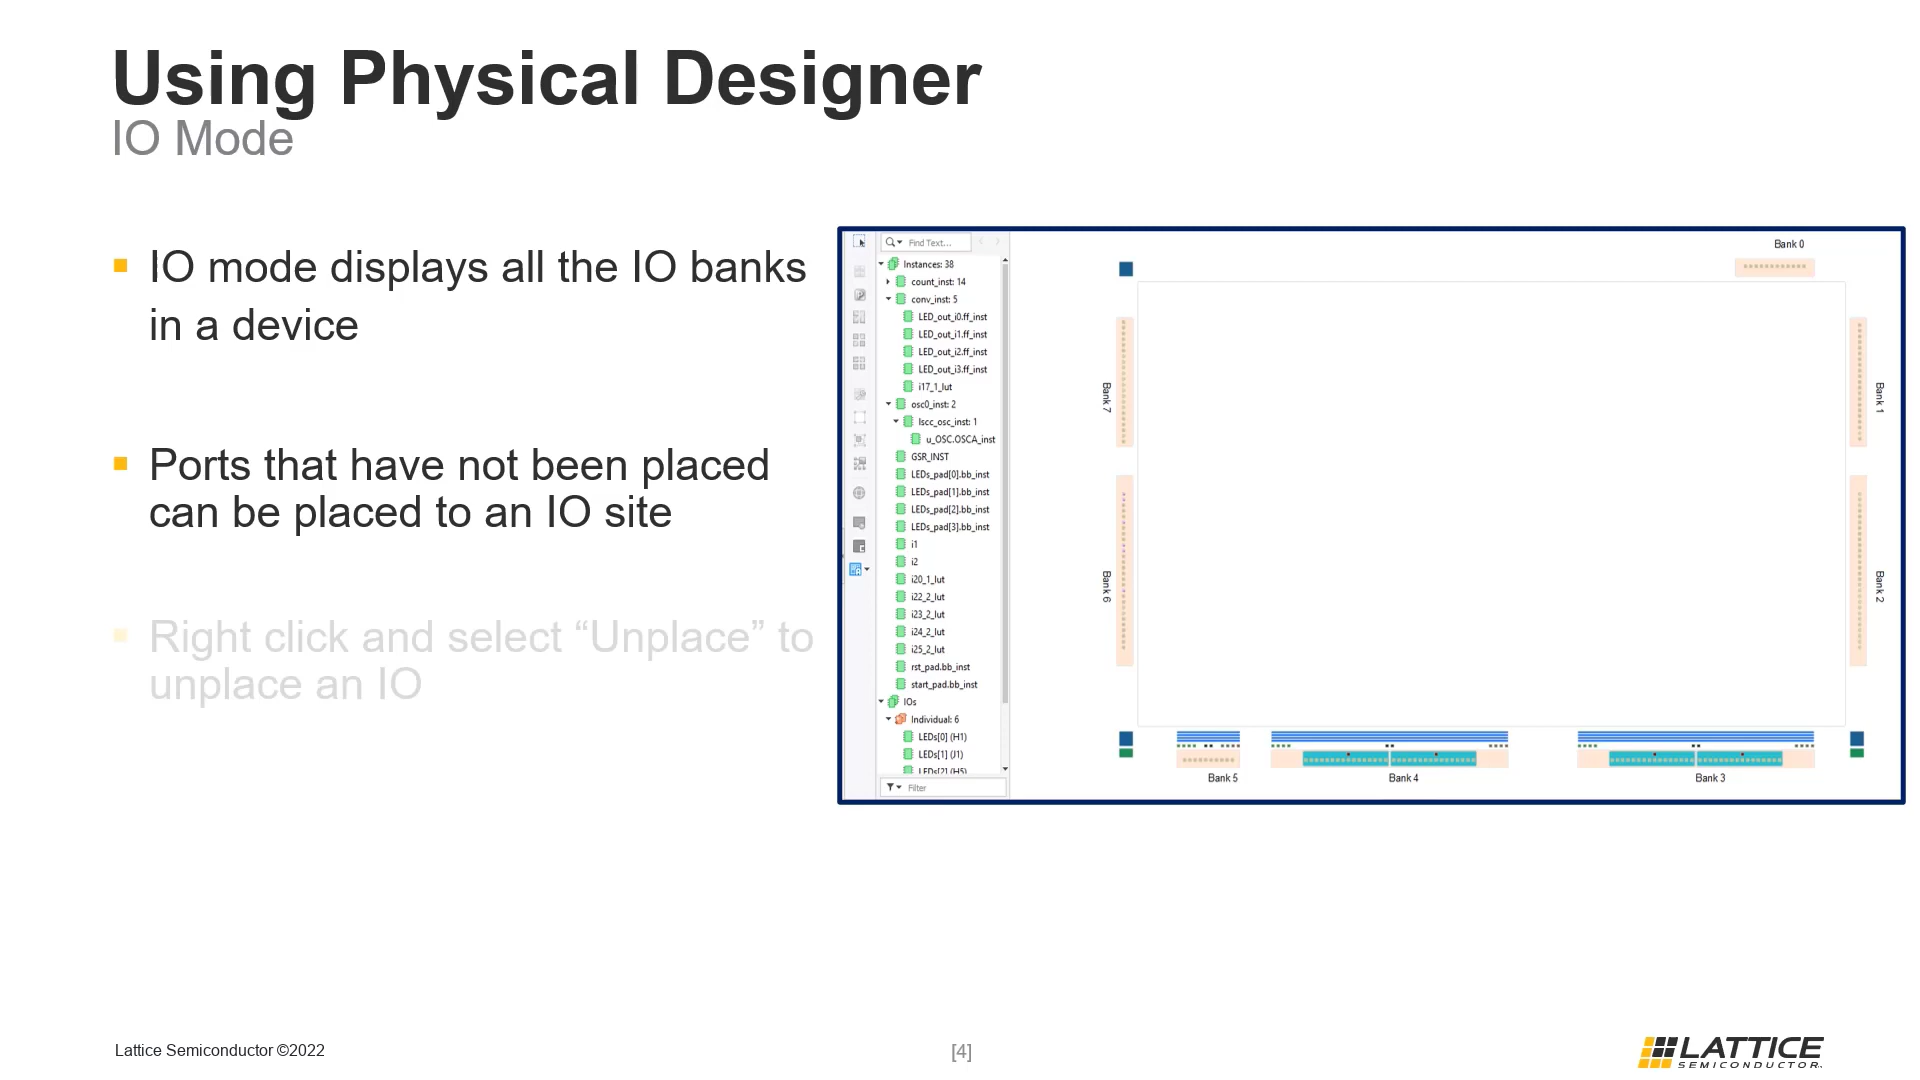 Using Physical Designer
IO Mode
IO mode displays all the IO banks
in a device
Ports that have not been placed
can be placed to an IO site
Right click and select “Unplace” to
unplace an IO
Find Text...
Instances: 38
count_inst: 14
conv_inst: 5
LED_out_i0.ff_inst
LED_out_i1.ff_inst
LED_out_i2.ff_inst
LED_out_i3.ff_inst
i17_1_lut
osc0_inst: 2
lscc_osc_inst: 1
u_OSC.OSCA_inst
GSR_INST
LEDs_pad[0].bb_inst
LEDs_pad[1].bb_inst
LEDs_pad[2].bb_inst
LEDs_pad[3].bb_inst
i1
i2
i20_1_lut
i22_2_lut
i23_2_lut
i24_2_lut
i25_2_lut
rst_pad.bb_inst
start_pad.bb_inst
IOs
Individual: 6
LEDs[0] (H1)
LEDs[1] (J1)
LEDs[2] (H5)
Filter
Bank 0
Bank 7
Bank 1
Bank 6
Bank 2
Bank 5
Bank 4
Bank 3
Lattice Semiconductor ©2022
[4]
LATTICE
SEMICONDUCTOR